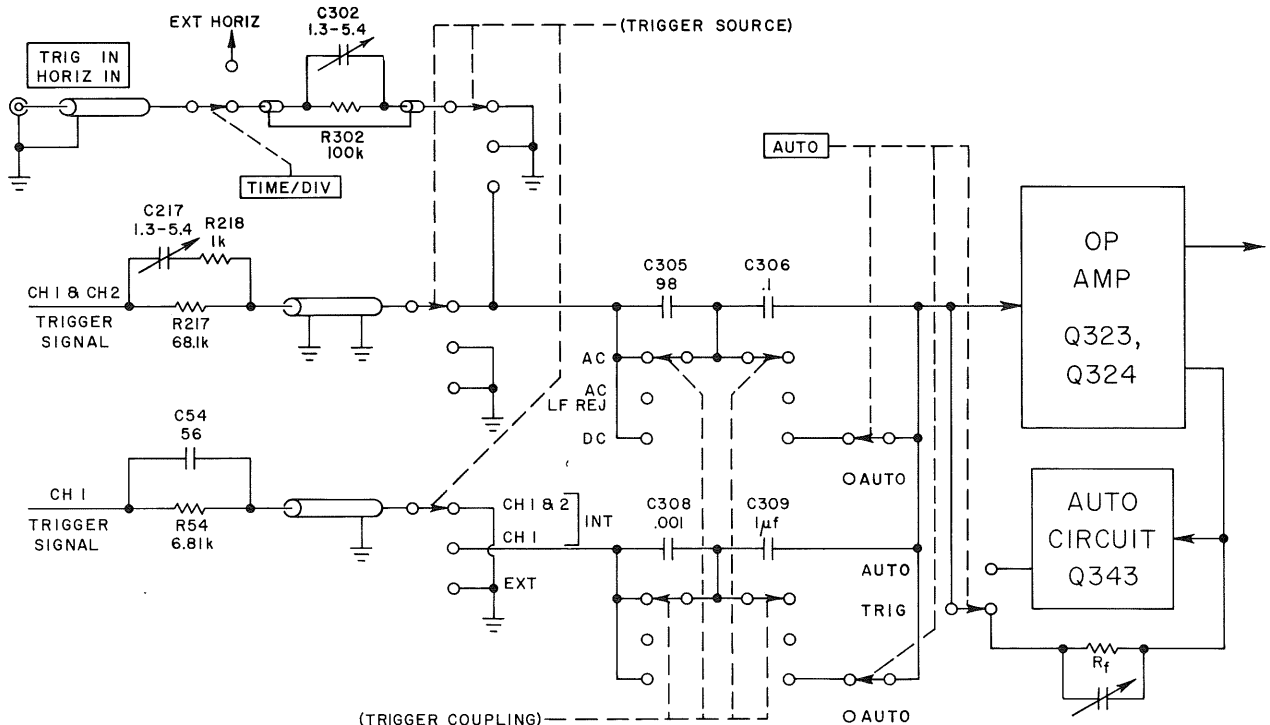 EXT HORIZ
C302
1.3-5.4
(TRIGGER SOURCE)
TRIG IN
HORIZ IN
R302
100k
TIME/DIV
AUTO
C217
1.3-5.4
R218
1k
CH 1 & CH2
TRIGGER
SIGNAL
R217
68.1k
C305
98
C306
.1
OP
AMP
Q323,
Q324
AC
AC
LF REJ
DC
AUTO
C54
56
CH 1
TRIGGER
SIGNAL
R54
6.81k
CH 1 & 2
INT
CH 1
EXT
C308
.001
C309
1µf
AUTO
TRIG
AUTO
CIRCUIT
Q343
Rf
(TRIGGER COUPLING)
AUTO